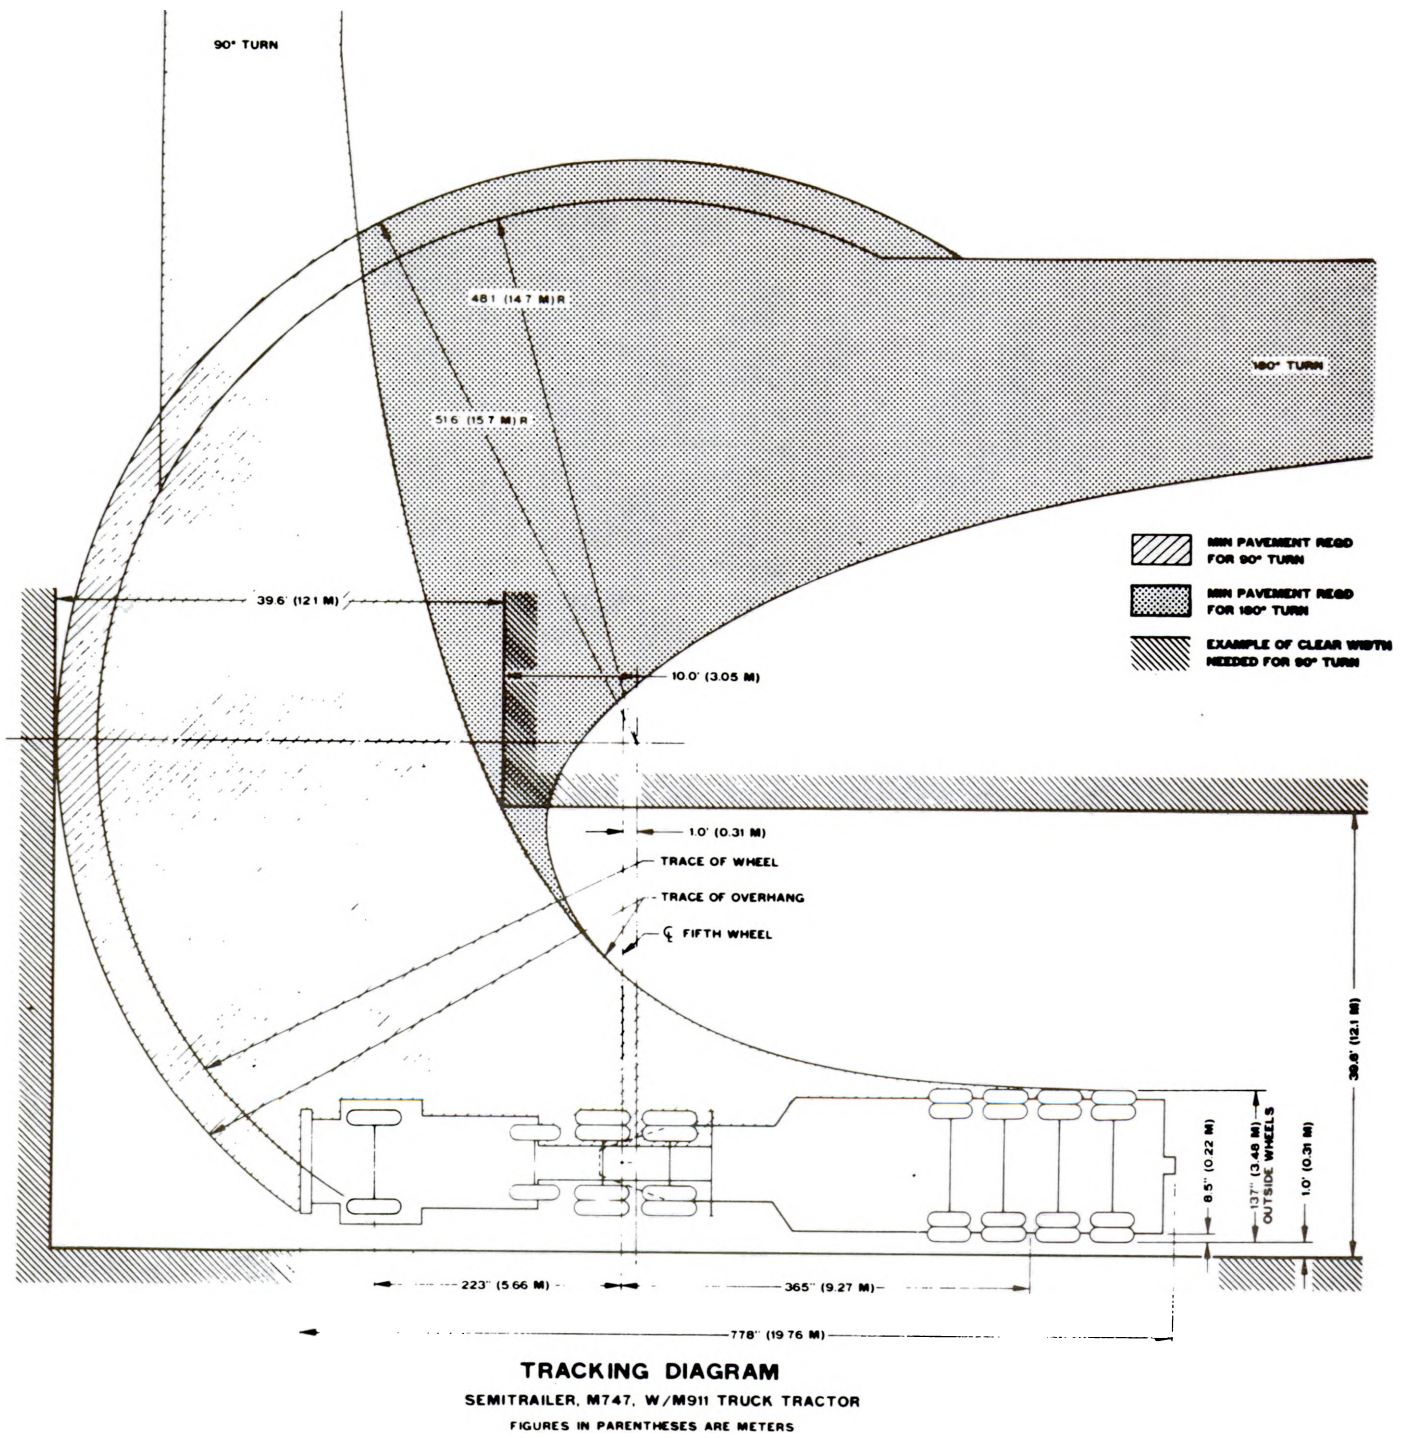 90° TURN
48.1 (14.7 M) R
180° TURN
51.6 (15.7 M) R
MIN PAVEMENT REQD
FOR 90° TURN
39.6' (12.1 M)
MIN PAVEMENT REQD
FOR 180° TURN
EXAMPLE OF CLEAR WIDTH
NEEDED FOR 90° TURN
10.0' (3.05 M)
1.0' (0.31 M)
TRACE OF WHEEL
TRACE OF OVERHANG
℄ FIFTH WHEEL
39.6' (12.1 M)
8.5" (0.22 M)
137" (3.48 M)
OUTSIDE WHEELS
1.0' (0.31 M)
223" (5.66 M)
365" (9.27 M)
778" (19.76 M)
TRACKING DIAGRAM
SEMITRAILER, M747, W/M911 TRUCK TRACTOR
FIGURES IN PARENTHESES ARE METERS